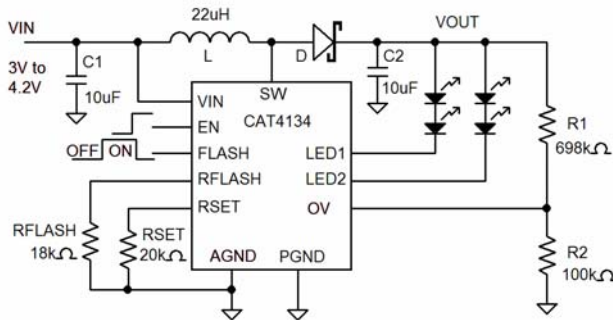 22uH
VIN
VOUT
L
D
C1
C2
3V to
4.2V
10uF
10uF
SW
VIN
CAT4134
EN
R1
OFF
ON
FLASH
LED1
698kΩ
RFLASH
LED2
RSET
OV
RFLASH
18kΩ
RSET
20kΩ
AGND
PGND
R2
100kΩ